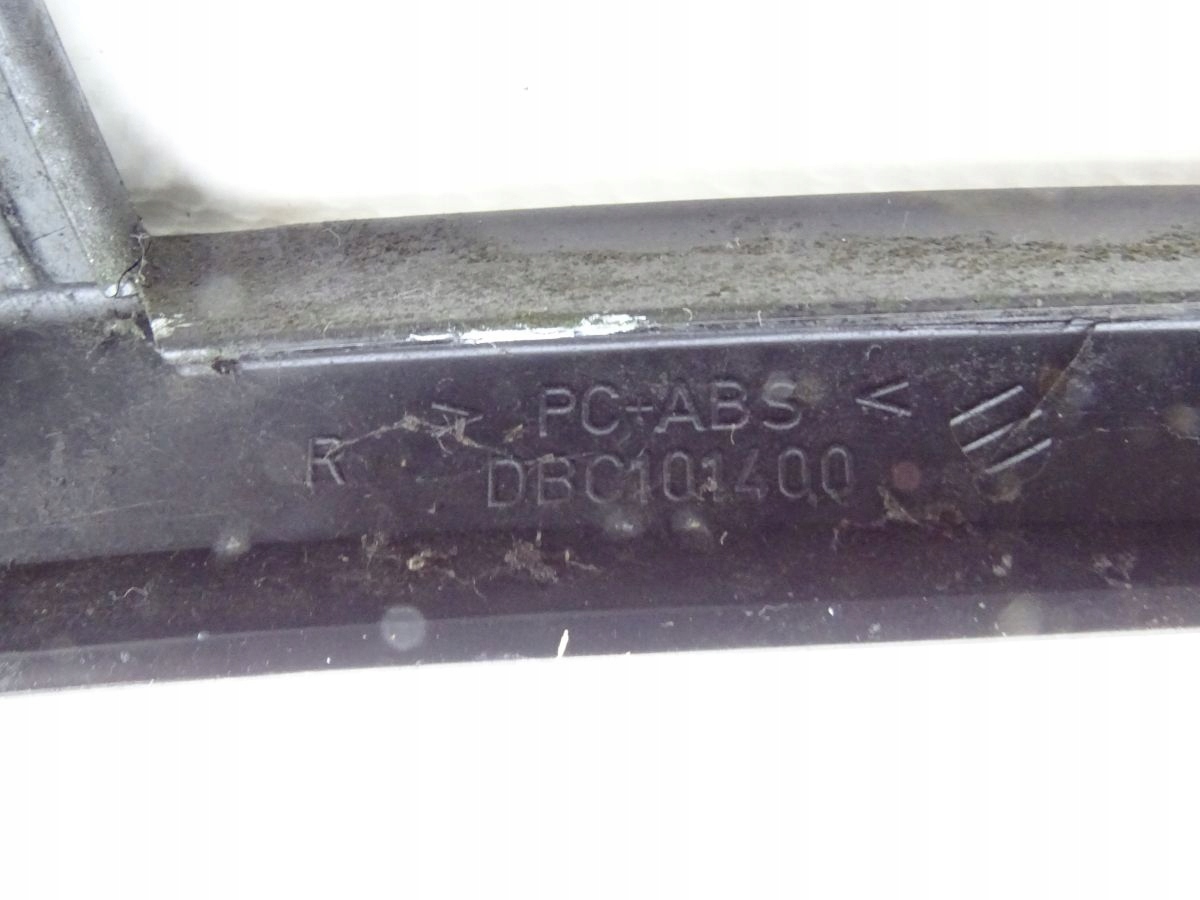 > PC+ABS <
R DBC101400